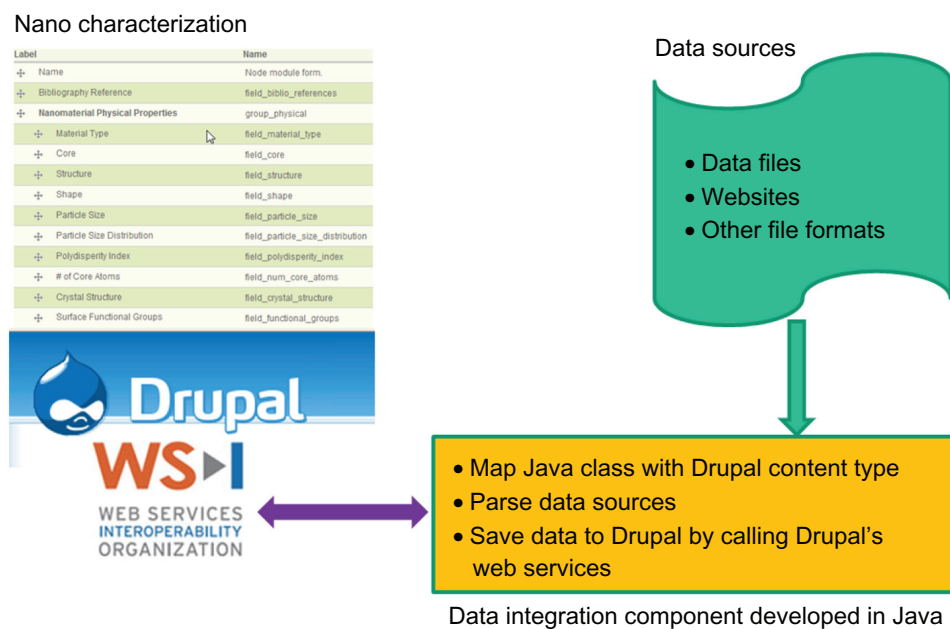 Nano characterization
Label Name
Name Node module form.
Bibliography Reference field_biblio_references
Nanomaterial Physical Properties group_physical
Material Type field_material_type
Core field_core
Structure field_structure
Shape field_shape
Particle Size field_particle_size
Particle Size Distribution field_particle_size_distribution
Polydisperity Index field_polydisperity_index
# of Core Atoms field_num_core_atoms
Crystal Structure field_crystal_structure
Surface Functional Groups field_functional_groups
Drupal
WS I
WEB SERVICES
INTEROPERABILITY
ORGANIZATION
Data sources
• Data files
• Websites
• Other file formats
• Map Java class with Drupal content type
• Parse data sources
• Save data to Drupal by calling Drupal's
web services
Data integration component developed in Java